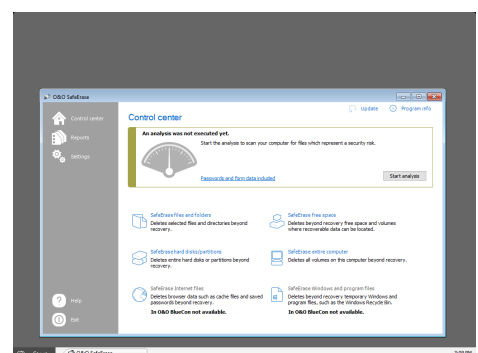 O&O SafeErase
Update
Program info
Control center
Control center
An analysis was not executed yet.
Start the analysis to scan your computer for files which represent a security risk.
Reports
Settings
Passwords and form data included
Start analysis
SafeErase files and folders
Deletes selected files and directories beyond
recovery.
SafeErase free space
Deletes beyond recovery free space and volumes
where recoverable data can be located.
SafeErase hard disks/partitions
Deletes entire hard disks or partitions beyond
recovery.
SafeErase entire computer
Deletes all volumes on this computer beyond recovery.
SafeErase Internet files
Deletes browser data such as cache files and saved
passwords beyond recovery.
In O&O BlueCon not available.
SafeErase Windows and program files
Deletes beyond recovery temporary Windows and
program files, such as the Windows Recycle Bin.
In O&O BlueCon not available.
Help
Exit
O&O SafeErase